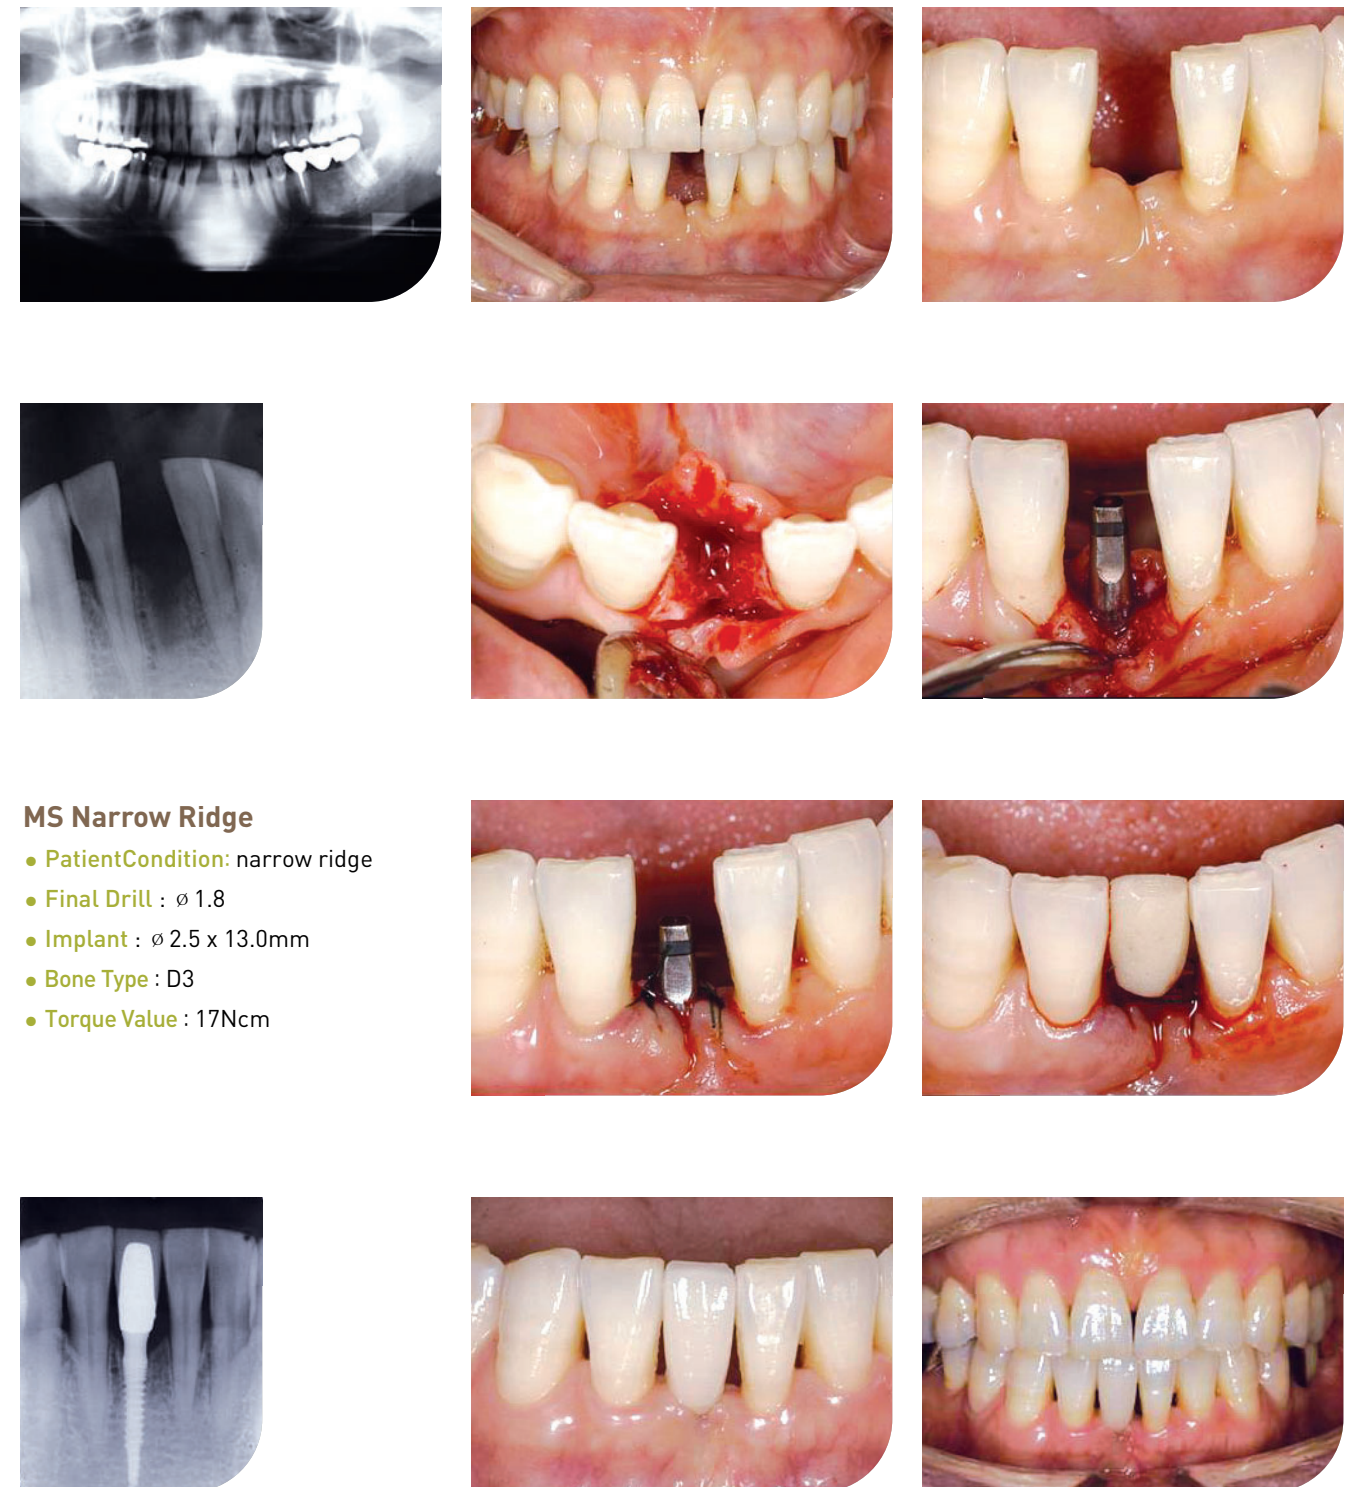 MS Narrow Ridge
• PatientCondition: narrow ridge
• Final Drill : ø 1.8
• Implant : ø 2.5 x 13.0mm
• Bone Type : D3
• Torque Value : 17Ncm